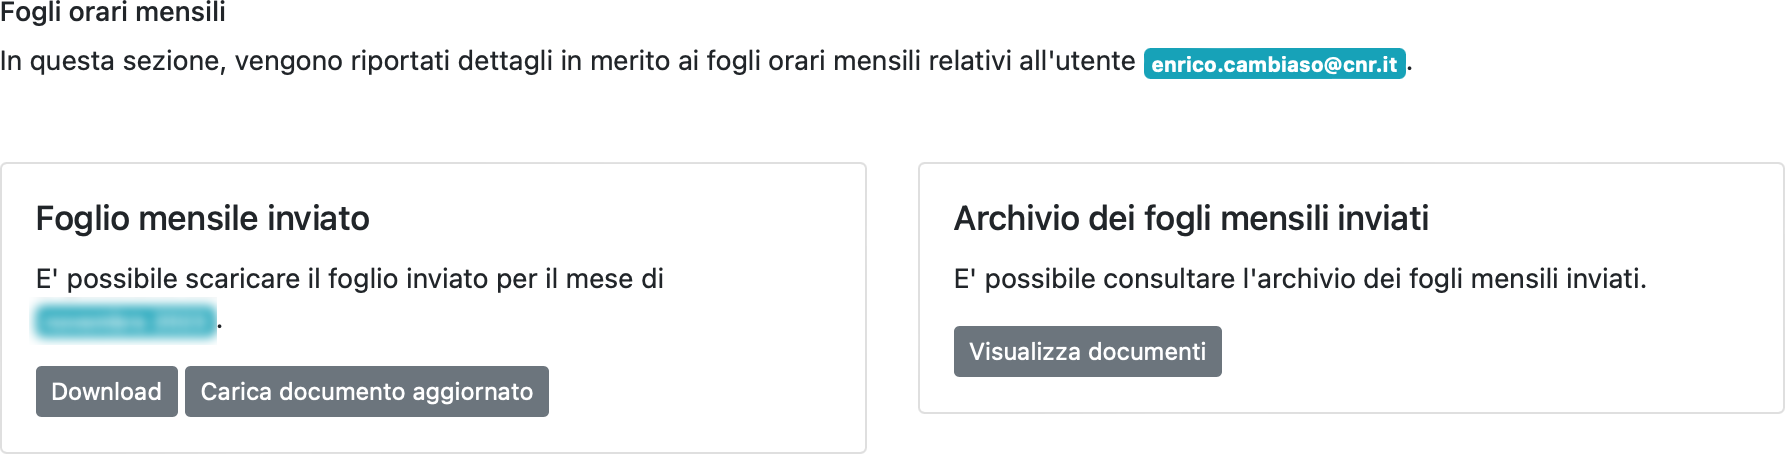 Fogli orari mensili
In questa sezione, vengono riportati dettagli in merito ai fogli orari mensili relativi all'utente enrico.cambiaso@cnr.it.
Foglio mensile inviato
E' possibile scaricare il foglio inviato per il mese di
.
Download Carica documento aggiornato
Archivio dei fogli mensili inviati
E' possibile consultare l'archivio dei fogli mensili inviati.
Visualizza documenti